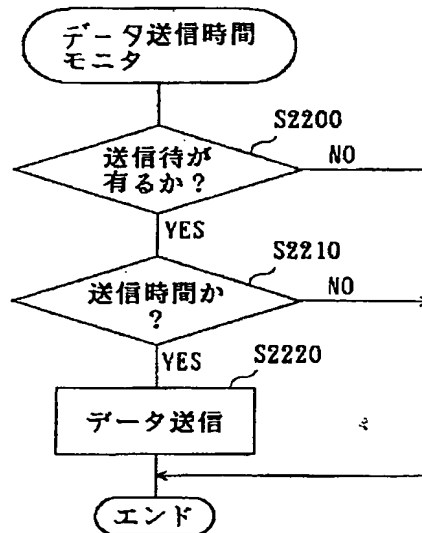 データ送信時間
モニタ
S2200
送信待が
有るか？
NO
YES
S2210
送信時間か
？
NO
YES
S2220
データ送信
エンド